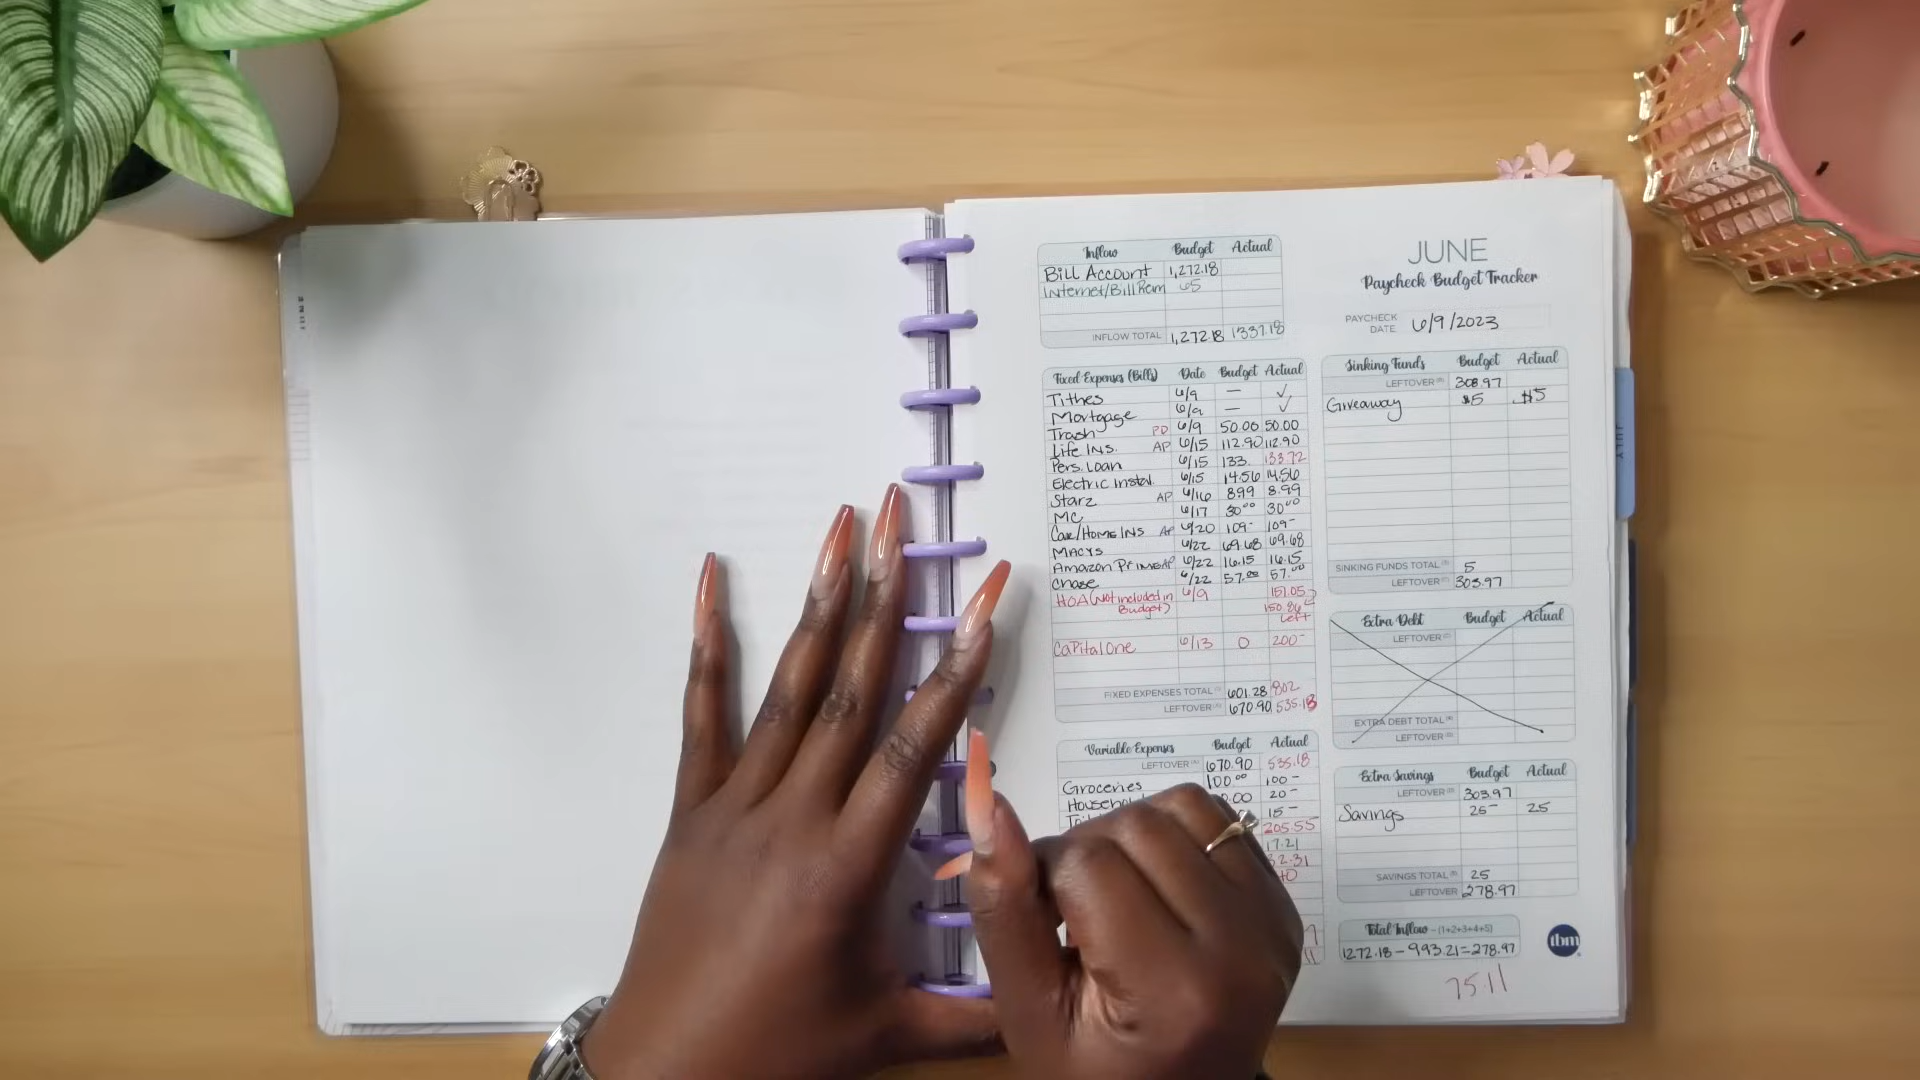 Inflow Budget Actual
Bill Account 1,272.18
Internet/Bill Rem 65
INFLOW TOTAL 1,272.18 1337.18
JUNE
Paycheck Budget Tracker
PAYCHECK DATE 6/9/2023
Fixed Expenses (Bills) Date Budget Actual
Tithes 6/9 — ✓
Mortgage 6/9 — ✓
Trash PD 6/9 50.00 50.00
Life Ins. AP 6/15 112.90 112.90
Pers. Loan 6/15 133. 133.72
Electric Instal. 6/15 14.56 14.56
Starz AP 6/16 8.99 8.99
MC 6/17 30⁰⁰ 30⁰⁰
Car/Home Ins AP 6/20 109- 109-
Macys 6/22 69.68 69.68
Amazon Prime AP 6/22 16.15 16.15
Chase 6/22 57.⁰⁰ 57.⁰⁰
HOA (Not included in Budget) 6/9 151.05
150.86 left
Capital One 6/13 0 200-
FIXED EXPENSES TOTAL 601.28 802
LEFTOVER 670.90 535.18
Variable Expenses Budget Actual
LEFTOVER 670.90 535.18
Groceries 100⁰⁰ 100-
Household 20-
15-
205.55
17.21
Sinking Funds Budget Actual
LEFTOVER 308.97
Giveaway $5 $5
SINKING FUNDS TOTAL 5
LEFTOVER 303.97
Extra Debt Budget Actual
LEFTOVER
EXTRA DEBT TOTAL
LEFTOVER
Extra Savings Budget Actual
LEFTOVER 303.97
Savings 25- 25
SAVINGS TOTAL 25
LEFTOVER 278.97
Total Inflow - (1+2+3+4+5)
1272.18 - 993.21 = 278.97
tbm
75.11
JULY